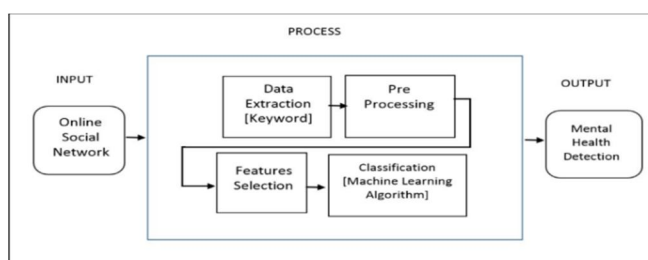 PROCESS
INPUT
OUTPUT
Online
Social
Network
Data
Extraction
[Keyword]
Pre
Processing
Features
Selection
Classification
[Machine Learning
Algorithm]
Mental
Health
Detection